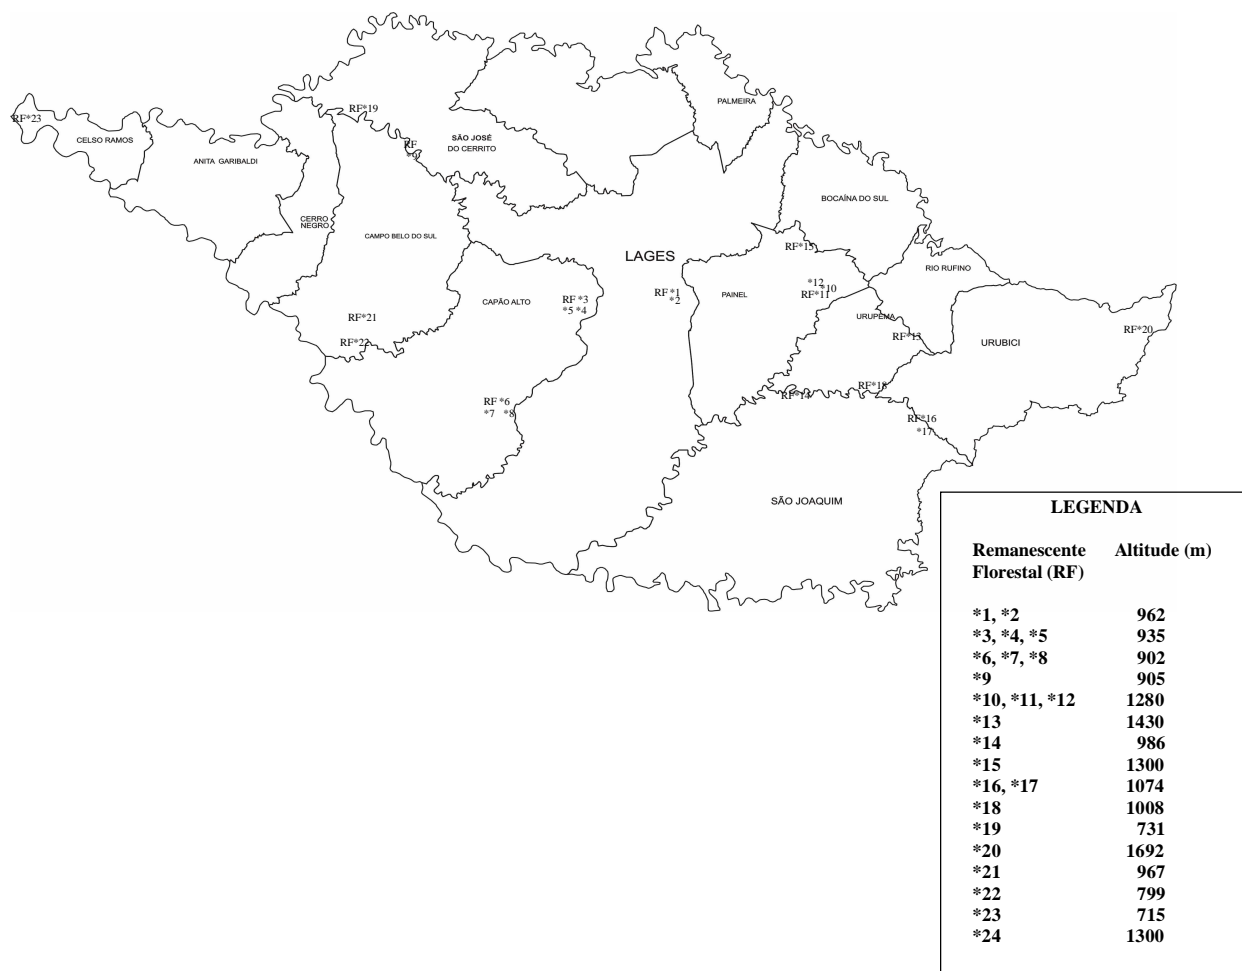 PALMEIRA
RF*19
RF*23
CELSO RAMOS
SÃO JOSÉ
DO CERRITO
RF
*9
ANITA GARIBALDI
BOCAÍNA DO SUL
CERRO
NEGRO
CAMPO BELO DO SUL
RF*15
LAGES
RIO RUFINO
*12
*10
RF*11
RF *1
*2
PAINEL
CAPÃO ALTO
RF *3
*5 *4
RF*21
URUPEMA
RF*13
RF*20
RF*22
URUBICI
RF*18
RF*14
RF *6
*7 *8
RF*16
*17
SÃO JOAQUIM
LEGENDA
Remanescente Altitude (m)
Florestal (RF)
*1, *2 962
*3, *4, *5 935
*6, *7, *8 902
*9 905
*10, *11, *12 1280
*13 1430
*14 986
*15 1300
*16, *17 1074
*18 1008
*19 731
*20 1692
*21 967
*22 799
*23 715
*24 1300